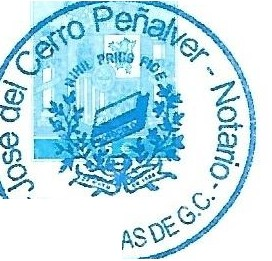 Jose del Cerro Peñalver - Notario -
NIHIL PRIUS FIDE
AS DE G.C.